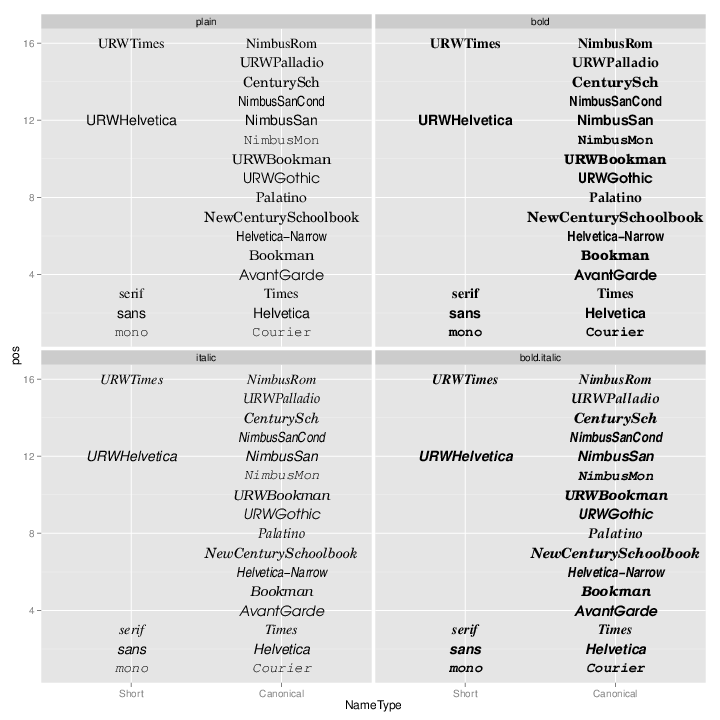 plain
bold
16
URWTimes NimbusRom
URWTimes NimbusRom
URWPalladio
URWPalladio
CenturySch
CenturySch
NimbusSanCond
NimbusSanCond
12
URWHelvetica NimbusSan
URWHelvetica NimbusSan
NimbusMon
NimbusMon
URWBookman
URWBookman
URWGothic
URWGothic
8
Palatino
Palatino
NewCenturySchoolbook
NewCenturySchoolbook
Helvetica–Narrow
Helvetica–Narrow
Bookman
Bookman
4
AvantGarde
AvantGarde
serif Times
serif Times
sans Helvetica
sans Helvetica
mono Courier
mono Courier
pos
italic
bold.italic
16
URWTimes NimbusRom
URWTimes NimbusRom
URWPalladio
URWPalladio
CenturySch
CenturySch
NimbusSanCond
NimbusSanCond
12
URWHelvetica NimbusSan
URWHelvetica NimbusSan
NimbusMon
NimbusMon
URWBookman
URWBookman
URWGothic
URWGothic
8
Palatino
Palatino
NewCenturySchoolbook
NewCenturySchoolbook
Helvetica–Narrow
Helvetica–Narrow
Bookman
Bookman
4
AvantGarde
AvantGarde
serif Times
serif Times
sans Helvetica
sans Helvetica
mono Courier
mono Courier
Short Canonical
Short Canonical
NameType